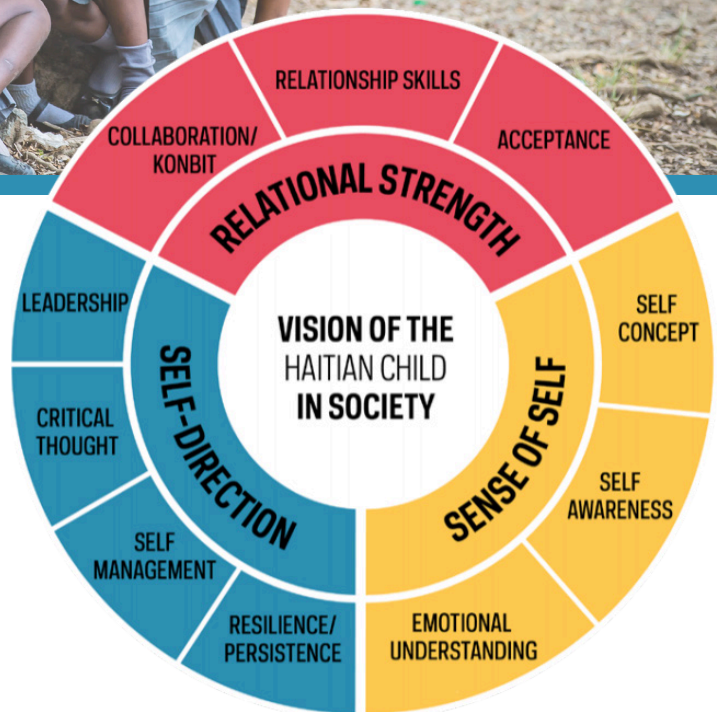 RELATIONSHIP SKILLS
COLLABORATION/
KONBIT
ACCEPTANCE
RELATIONAL STRENGTH
VISION OF THE
HAITIAN CHILD
IN SOCIETY
LEADERSHIP
CRITICAL
THOUGHT
SELF
MANAGEMENT
RESILIENCE/
PERSISTENCE
SELF-DIRECTION
SELF
CONCEPT
SELF
AWARENESS
EMOTIONAL
UNDERSTANDING
SENSE OF SELF